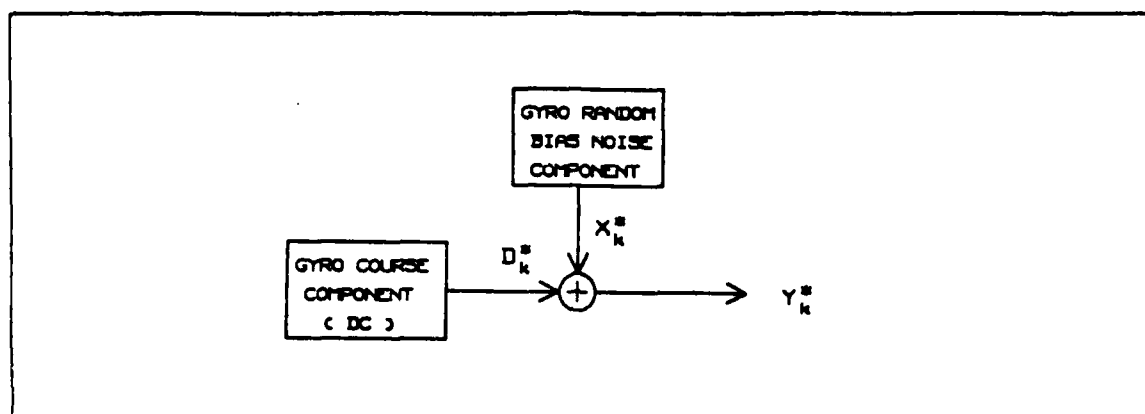 GYRO RANDOM
BIAS NOISE
COMPONENT
X*k
D*k
GYRO COURSE
COMPONENT
( DC )
+
Y*k